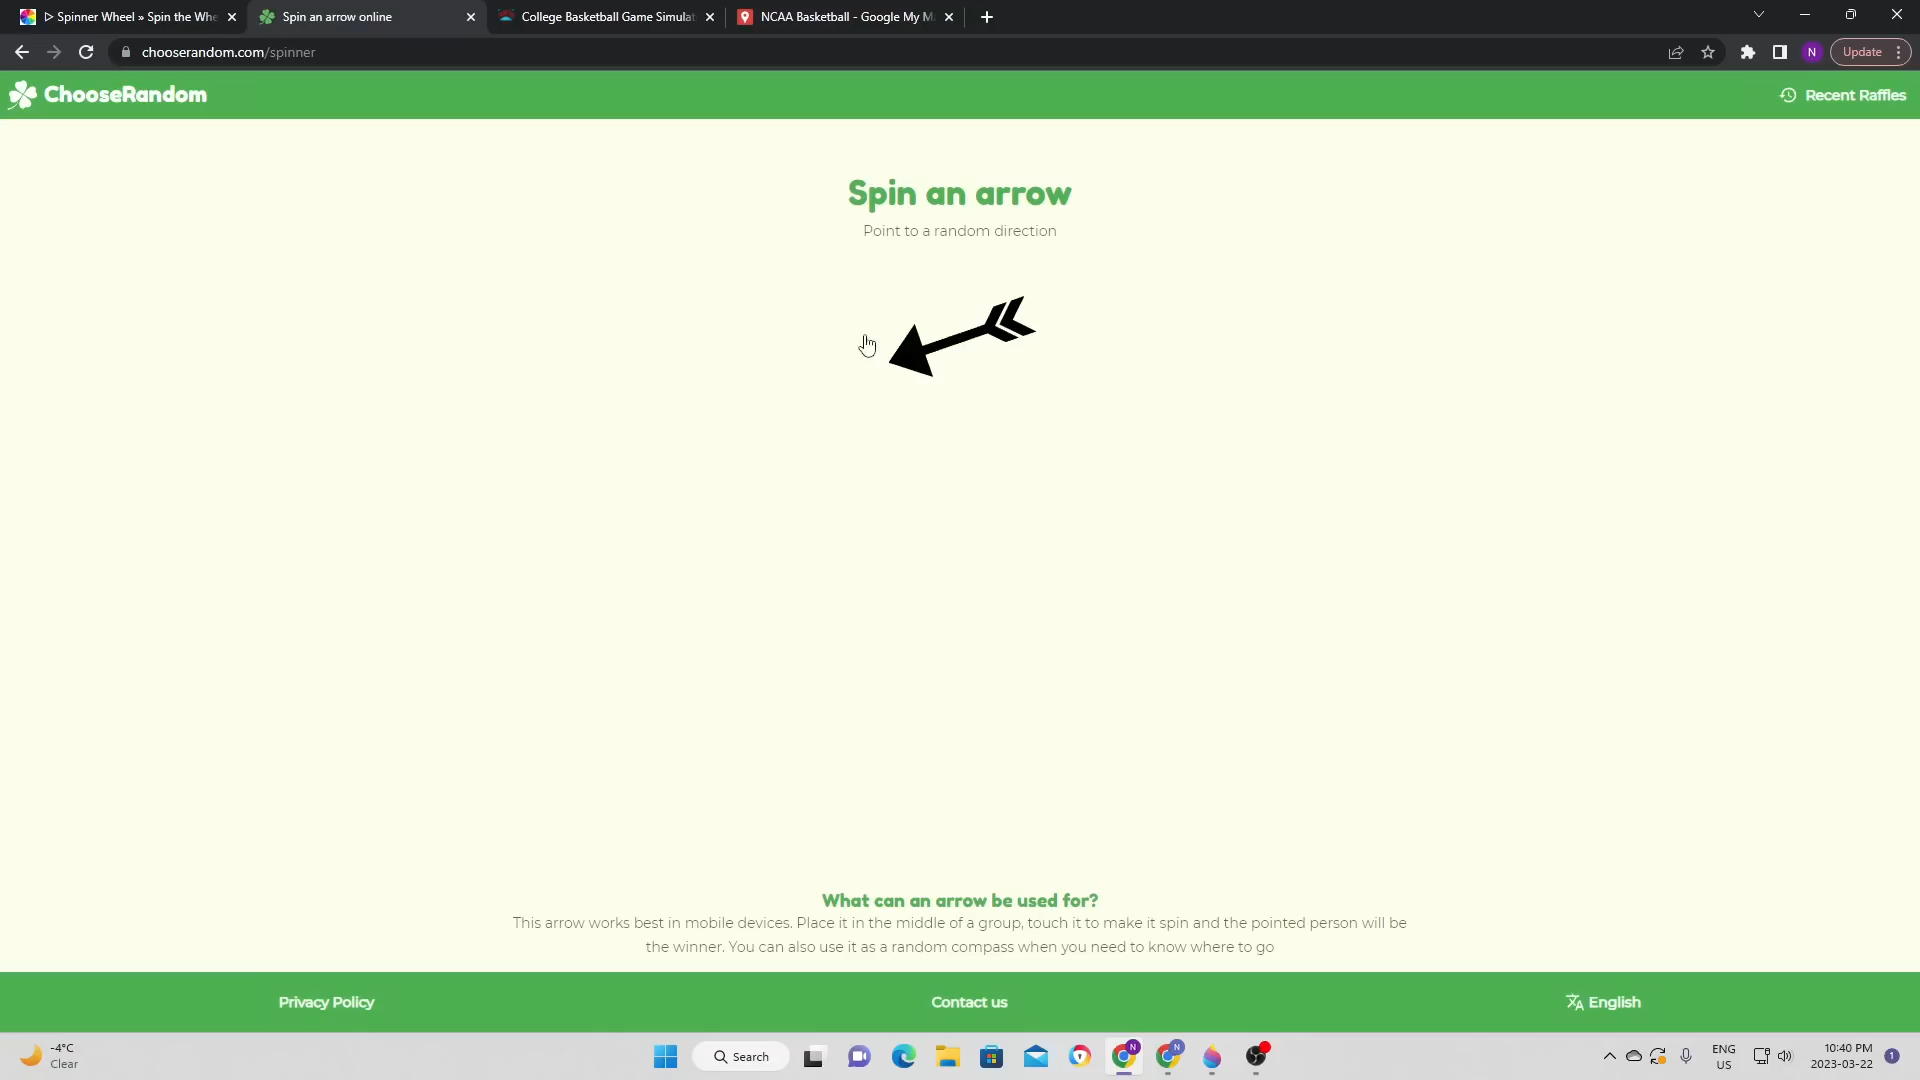 Spinner Wheel » Spin the Whe
Spin an arrow online
College Basketball Game Simulat
NCAA Basketball - Google My M
chooserandom.com/spinner
N
Update
ChooseRandom
Recent Raffles
Spin an arrow
Point to a random direction
What can an arrow be used for?
This arrow works best in mobile devices. Place it in the middle of a group, touch it to make it spin and the pointed person will be
the winner. You can also use it as a random compass when you need to know where to go
Privacy Policy
Contact us
English
-4°C
Clear
Search
N
N
ENG
US
10:40 PM
2023-03-22
1